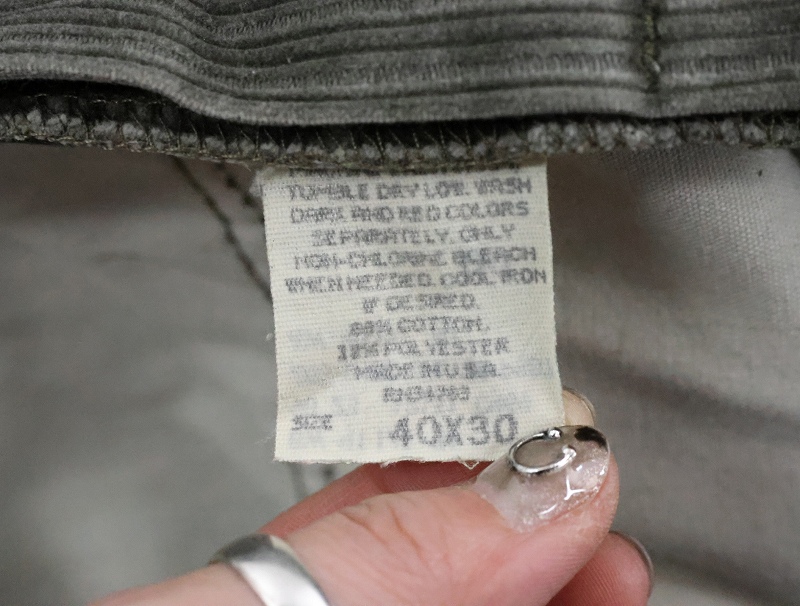 TUMBLE DRY LOW. WASH
DARK AND RED COLORS
SEPARATELY. ONLY
NON-CHLORINE BLEACH
WHEN NEEDED. COOL IRON
IF DESIRED.
COTTON.
POLYESTER
MADE IN U.S.A.
SIZE 40X30